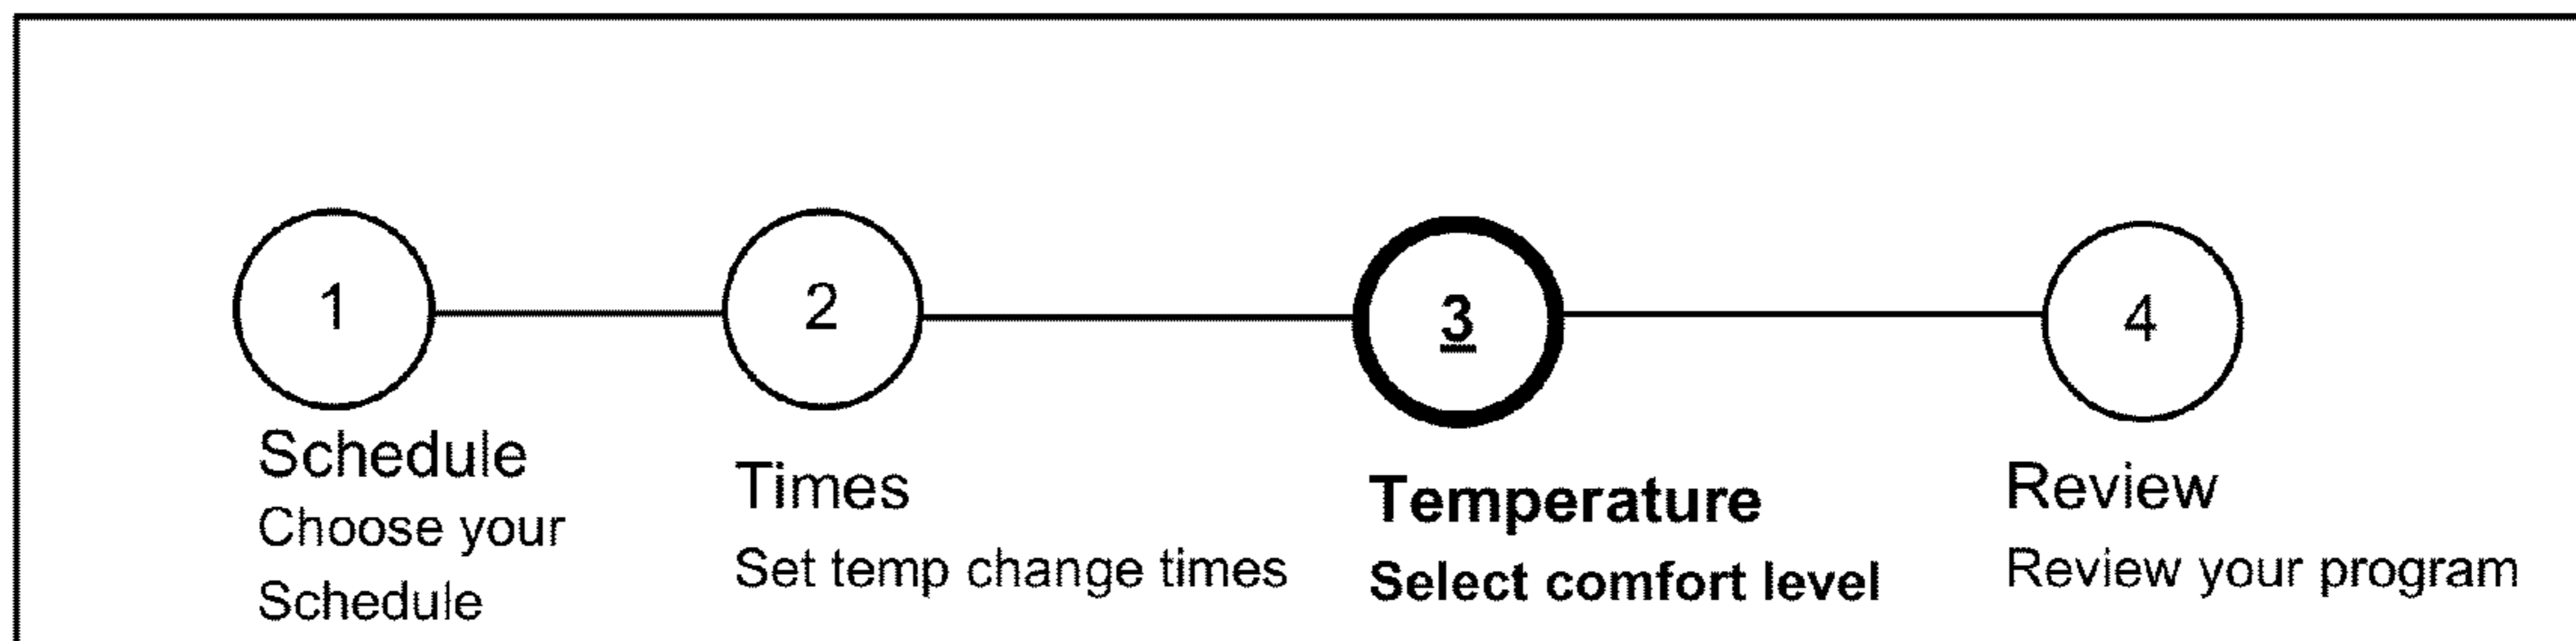 1
2
3
4
Schedule
Choose your
Schedule
Times
Set temp change times
Temperature
Select comfort level
Review
Review your program